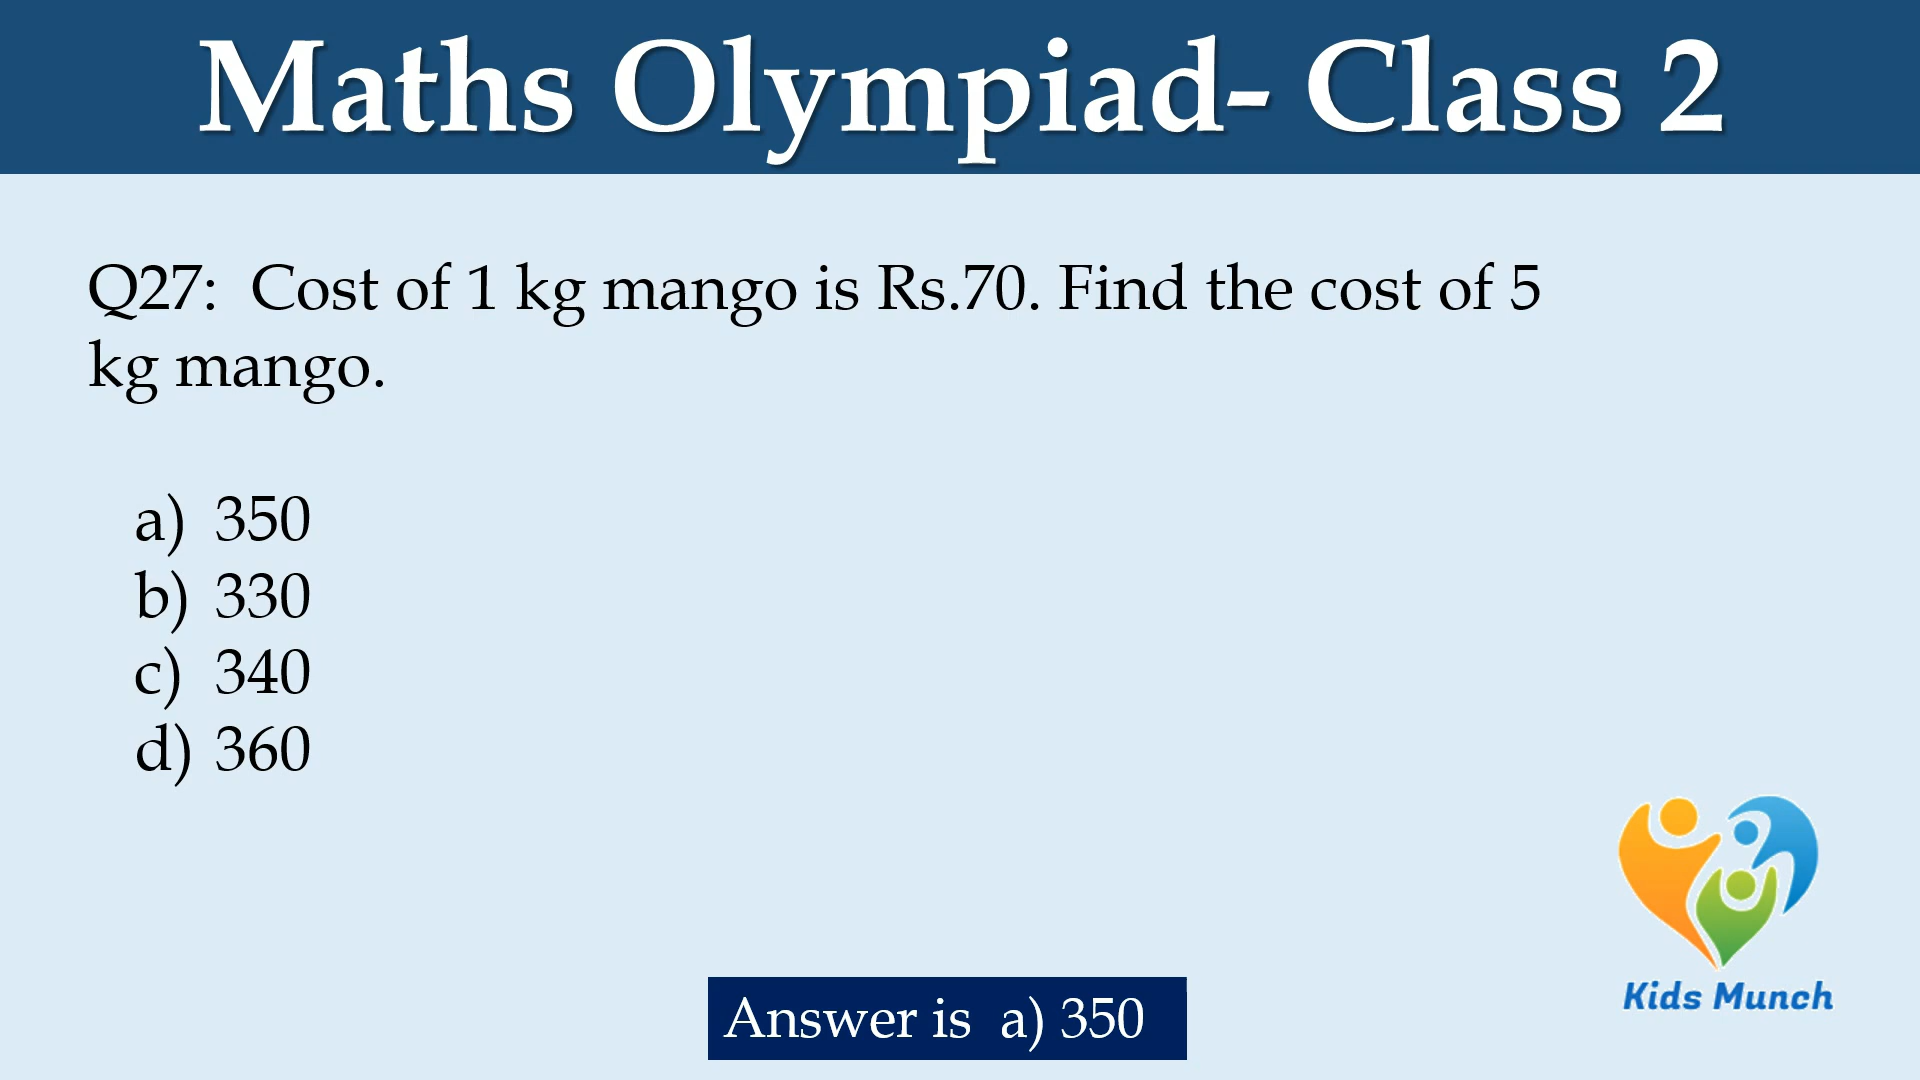 Maths Olympiad- Class 2
Q27: Cost of 1 kg mango is Rs.70. Find the cost of 5
kg mango.
a) 350
b) 330
c) 340
d) 360
Kids Munch
Answer is a) 350